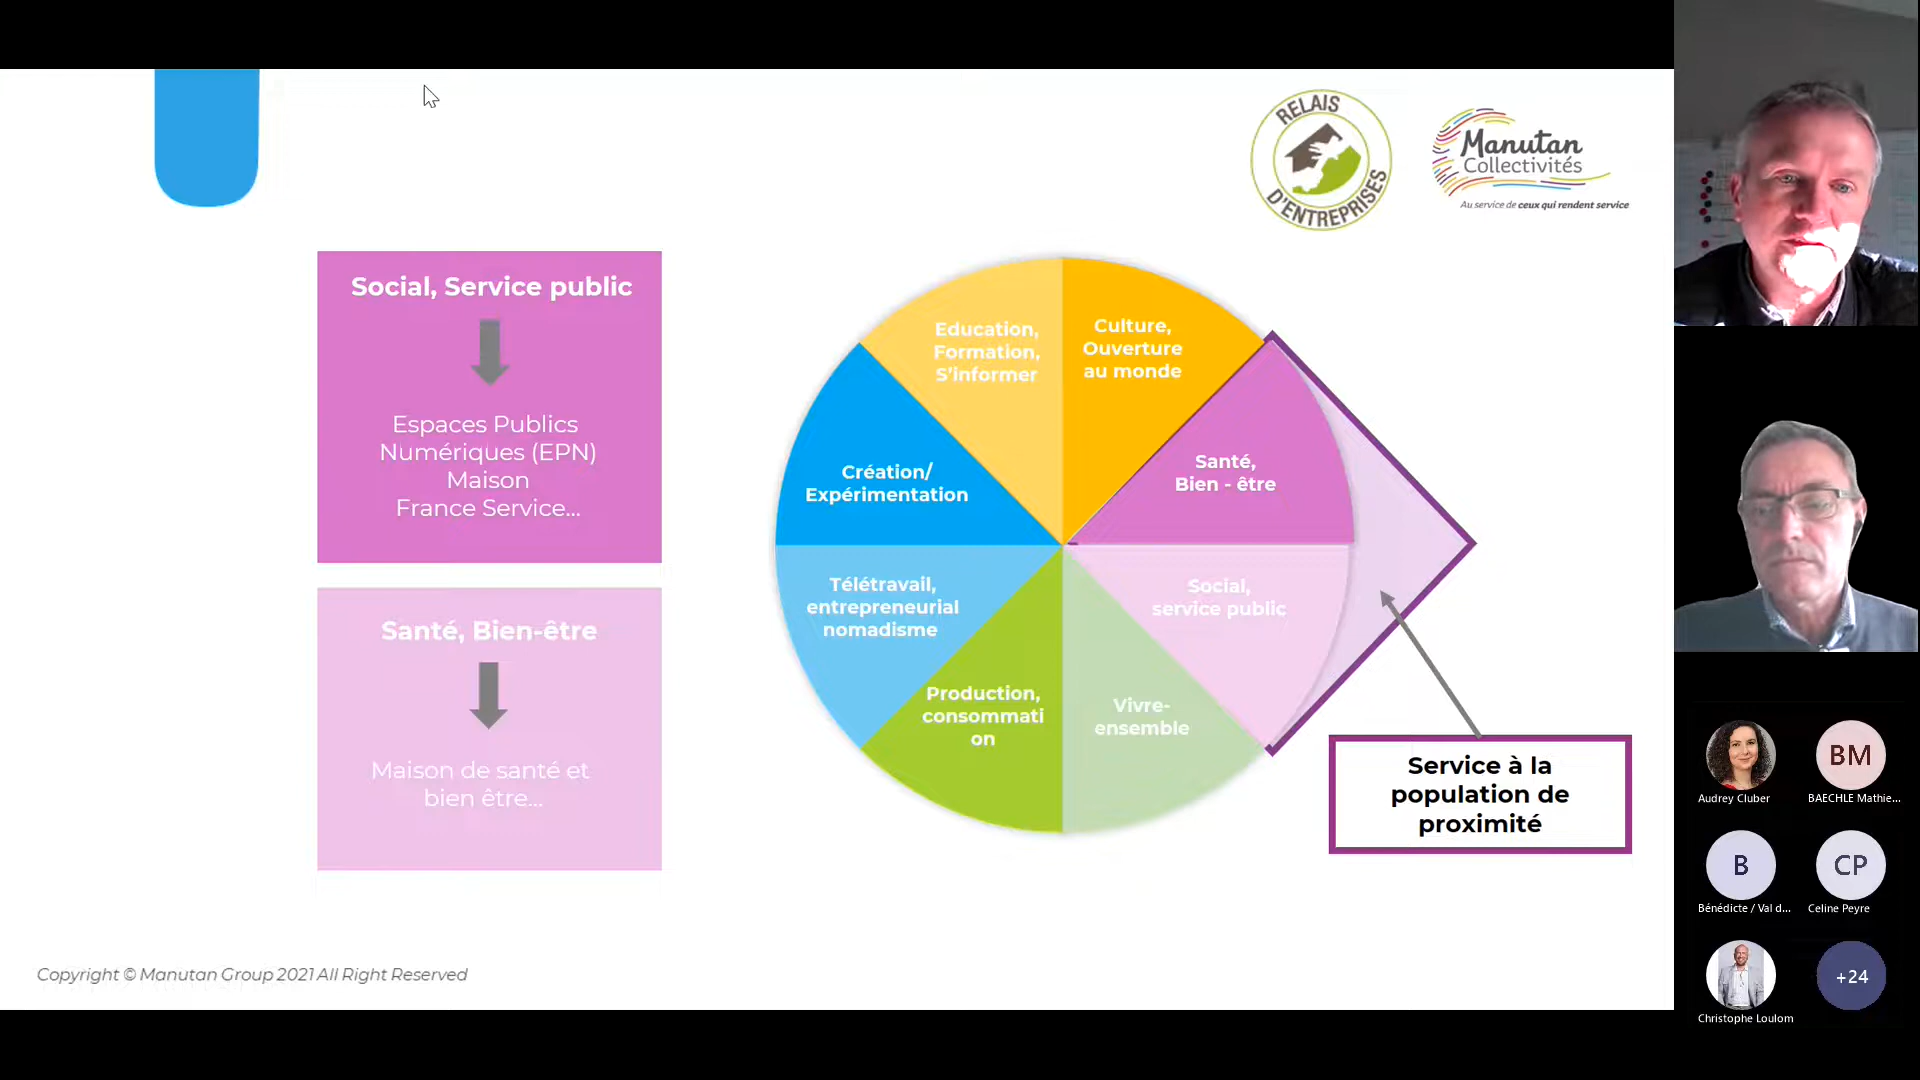 RELAIS
D'ENTREPRISES
Manutan
Collectivités
Au service de ceux qui rendent service
Social, Service public
Espaces Publics
Numériques (EPN)
Maison
France Service...
Santé, Bien-être
Maison de santé et
bien être...
Education,
Formation,
S'informer
Culture,
Ouverture
au monde
Création/
Expérimentation
Santé,
Bien - être
Télétravail,
entrepreneurial
nomadisme
Social,
service public
Production,
consommati
on
Vivre-
ensemble
Service à la
population de
proximité
Copyright © Manutan Group 2021 All Right Reserved
Audrey Cluber
BM
BAECHLE Mathie...
B
Bénédicte / Val d...
CP
Celine Peyre
Christophe Loulom
+24